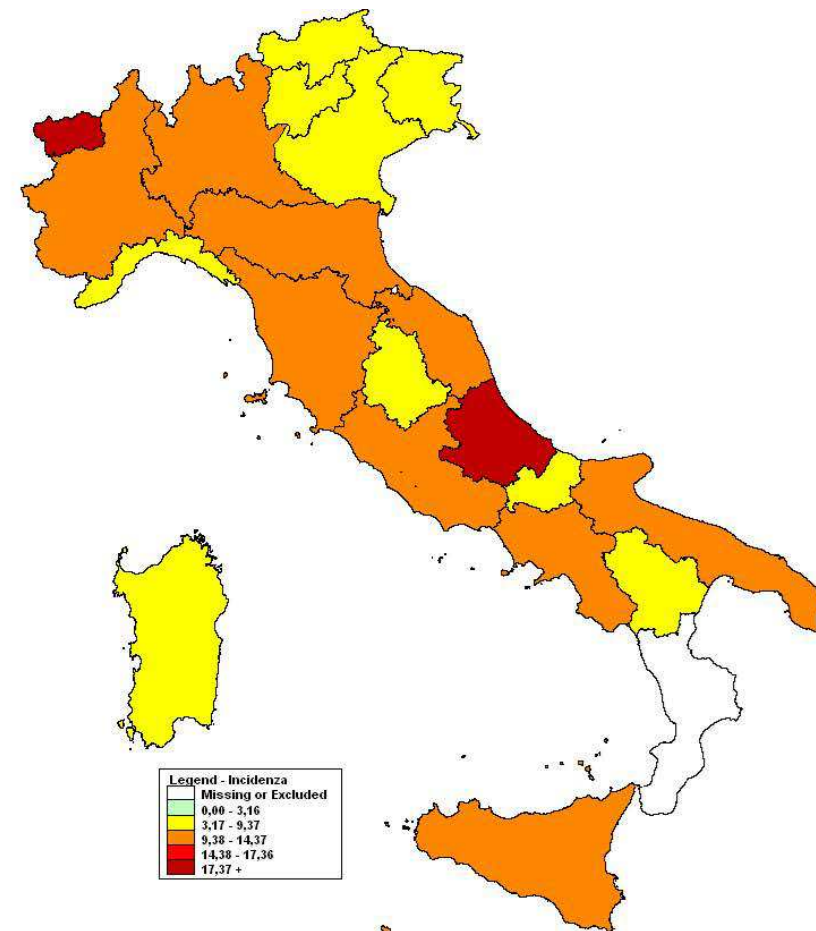 Legend - Incidenza
Missing or Excluded
0,00 - 3,16
3,17 - 9,37
9,38 - 14,37
14,38 - 17,36
17,37 +